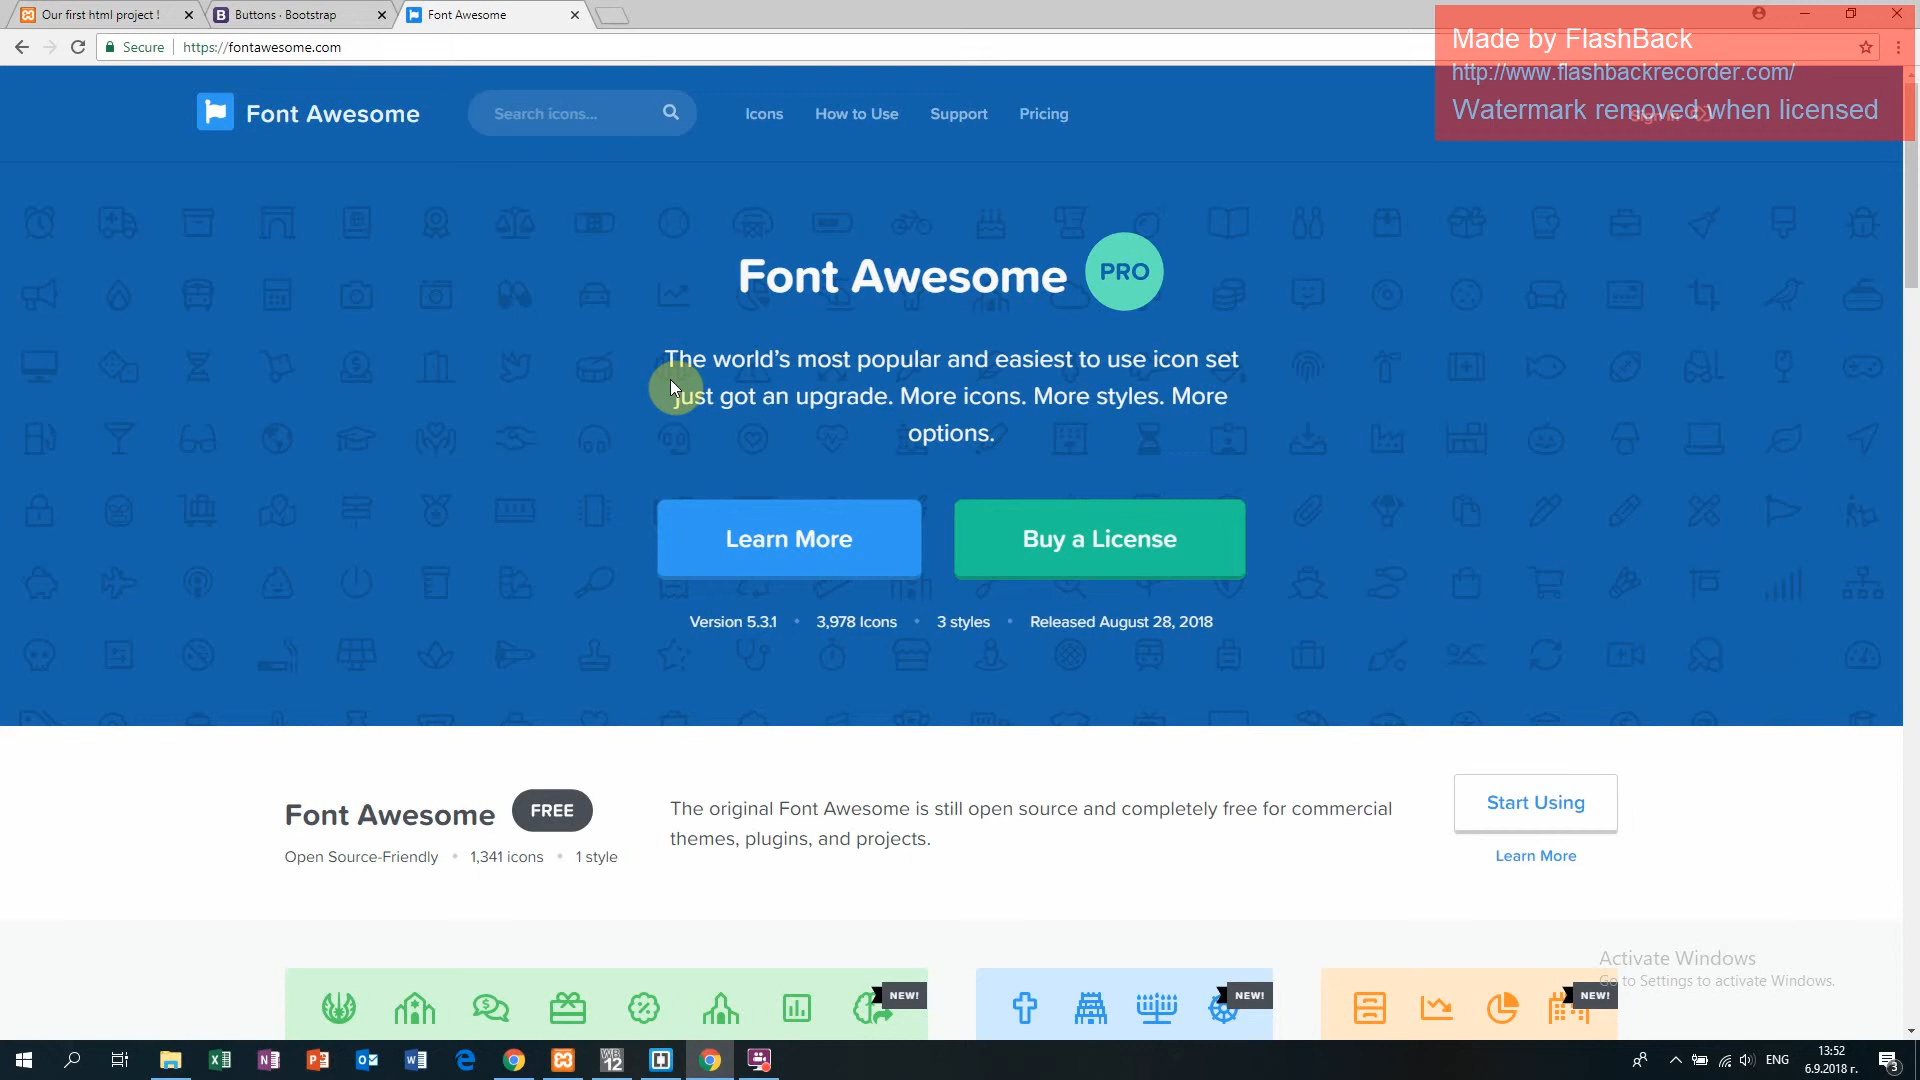 Our first html project !
Buttons · Bootstrap
Font Awesome
Secure
https://fontawesome.com
Made by FlashBack
http://www.flashbackrecorder.com/
Watermark removed when licensed
Font Awesome
Search icons...
Icons
How to Use
Support
Pricing
Sign In
Font Awesome PRO
The world's most popular and easiest to use icon set
just got an upgrade. More icons. More styles. More
options.
Learn More
Buy a License
Version 5.3.1 • 3,978 Icons • 3 styles • Released August 28, 2018
Font Awesome FREE
Open Source-Friendly • 1,341 icons • 1 style
The original Font Awesome is still open source and completely free for commercial
themes, plugins, and projects.
Start Using
Learn More
NEW!
NEW!
NEW!
Activate Windows
Go to Settings to activate Windows.
WB
12
ENG
13:52
6.9.2018 г.
3